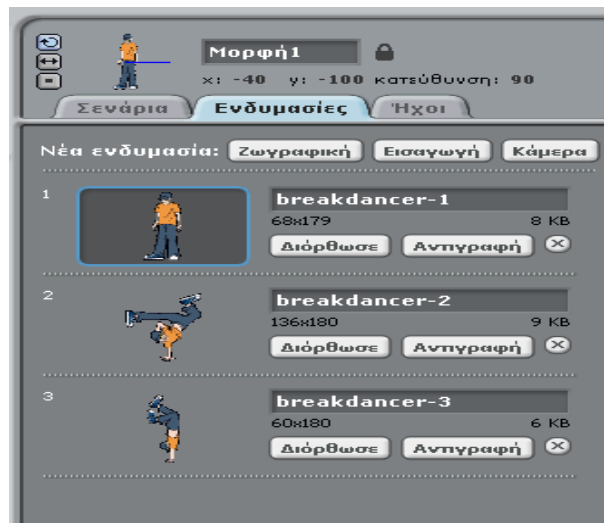 Μορφή1
x: -40 y: -100 κατεύθυνση: 90
Σενάρια Ενδυμασίες Ήχοι
Νέα ενδυμασία: Ζωγραφική Εισαγωγή Κάμερα
1 breakdancer-1
68x179 8 KB
Διόρθωσε Αντιγραφή
2 breakdancer-2
136x180 9 KB
Διόρθωσε Αντιγραφή
3 breakdancer-3
60x180 6 KB
Διόρθωσε Αντιγραφή